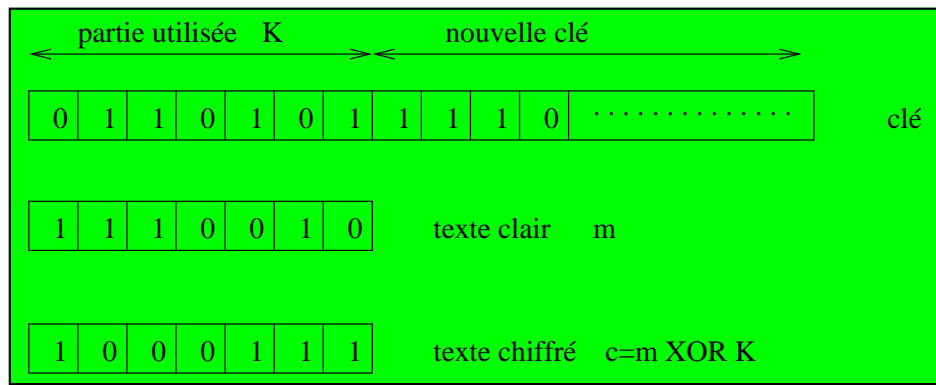 partie utilisée K nouvelle clé
0 1 1 0 1 0 1 1 1 1 0 .............. clé
1 1 1 0 0 1 0 texte clair m
1 0 0 0 1 1 1 texte chiffré c=m XOR K